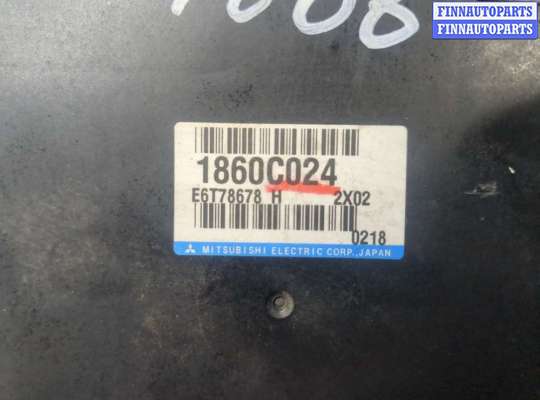 FINNAUTOPARTS
FINNAUTOPARTS
1860C024
E6T78678 H 2X02
0218
MITSUBISHI ELECTRIC CORP., JAPAN